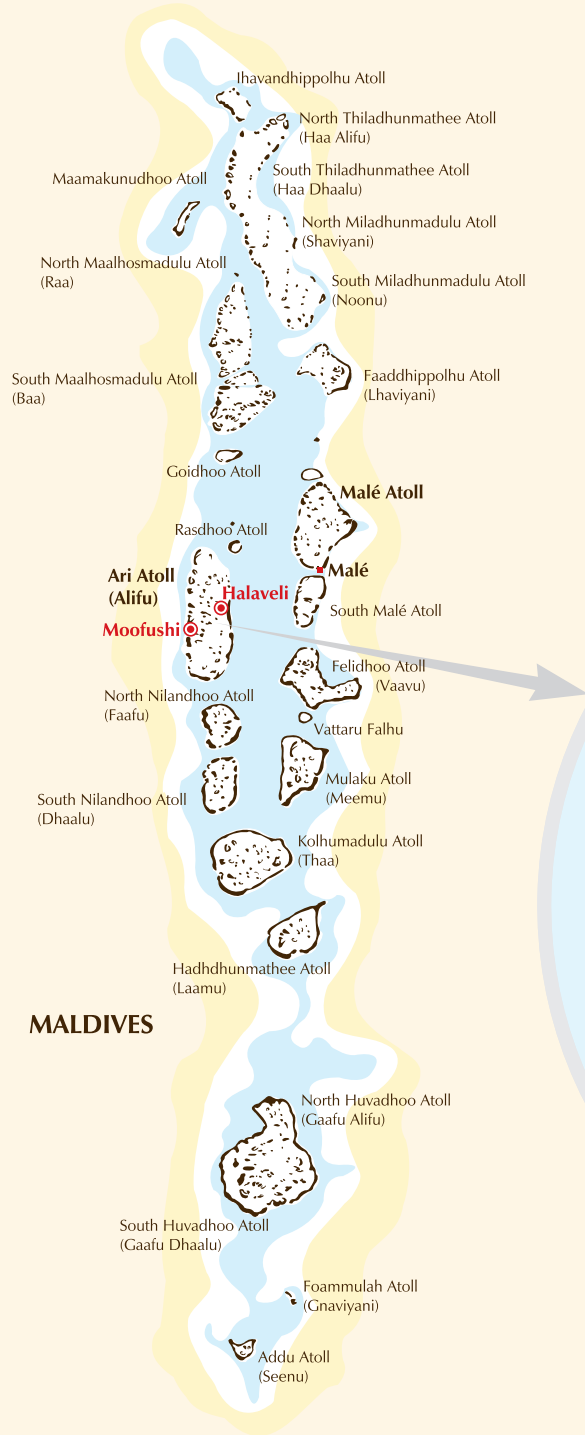 Ihavandhippolhu Atoll
North Thiladhunmathee Atoll
(Haa Alifu)
South Thiladhunmathee Atoll
(Haa Dhaalu)
Maamakunudhoo Atoll
North Miladhunmadulu Atoll
(Shaviyani)
North Maalhosmadulu Atoll
(Raa)
South Miladhunmadulu Atoll
(Noonu)
South Maalhosmadulu Atoll
(Baa)
Faaddhippolhu Atoll
(Lhaviyani)
Goidhoo Atoll
Malé Atoll
Rasdhoo Atoll
Malé
Ari Atoll
(Alifu)
Halaveli
South Malé Atoll
Moofushi
Felidhoo Atoll
(Vaavu)
North Nilandhoo Atoll
(Faafu)
Vattaru Falhu
Mulaku Atoll
(Meemu)
South Nilandhoo Atoll
(Dhaalu)
Kolhumadulu Atoll
(Thaa)
Hadhdhunmathee Atoll
(Laamu)
MALDIVES
North Huvadhoo Atoll
(Gaafu Alifu)
South Huvadhoo Atoll
(Gaafu Dhaalu)
Foammulah Atoll
(Gnaviyani)
Addu Atoll
(Seenu)